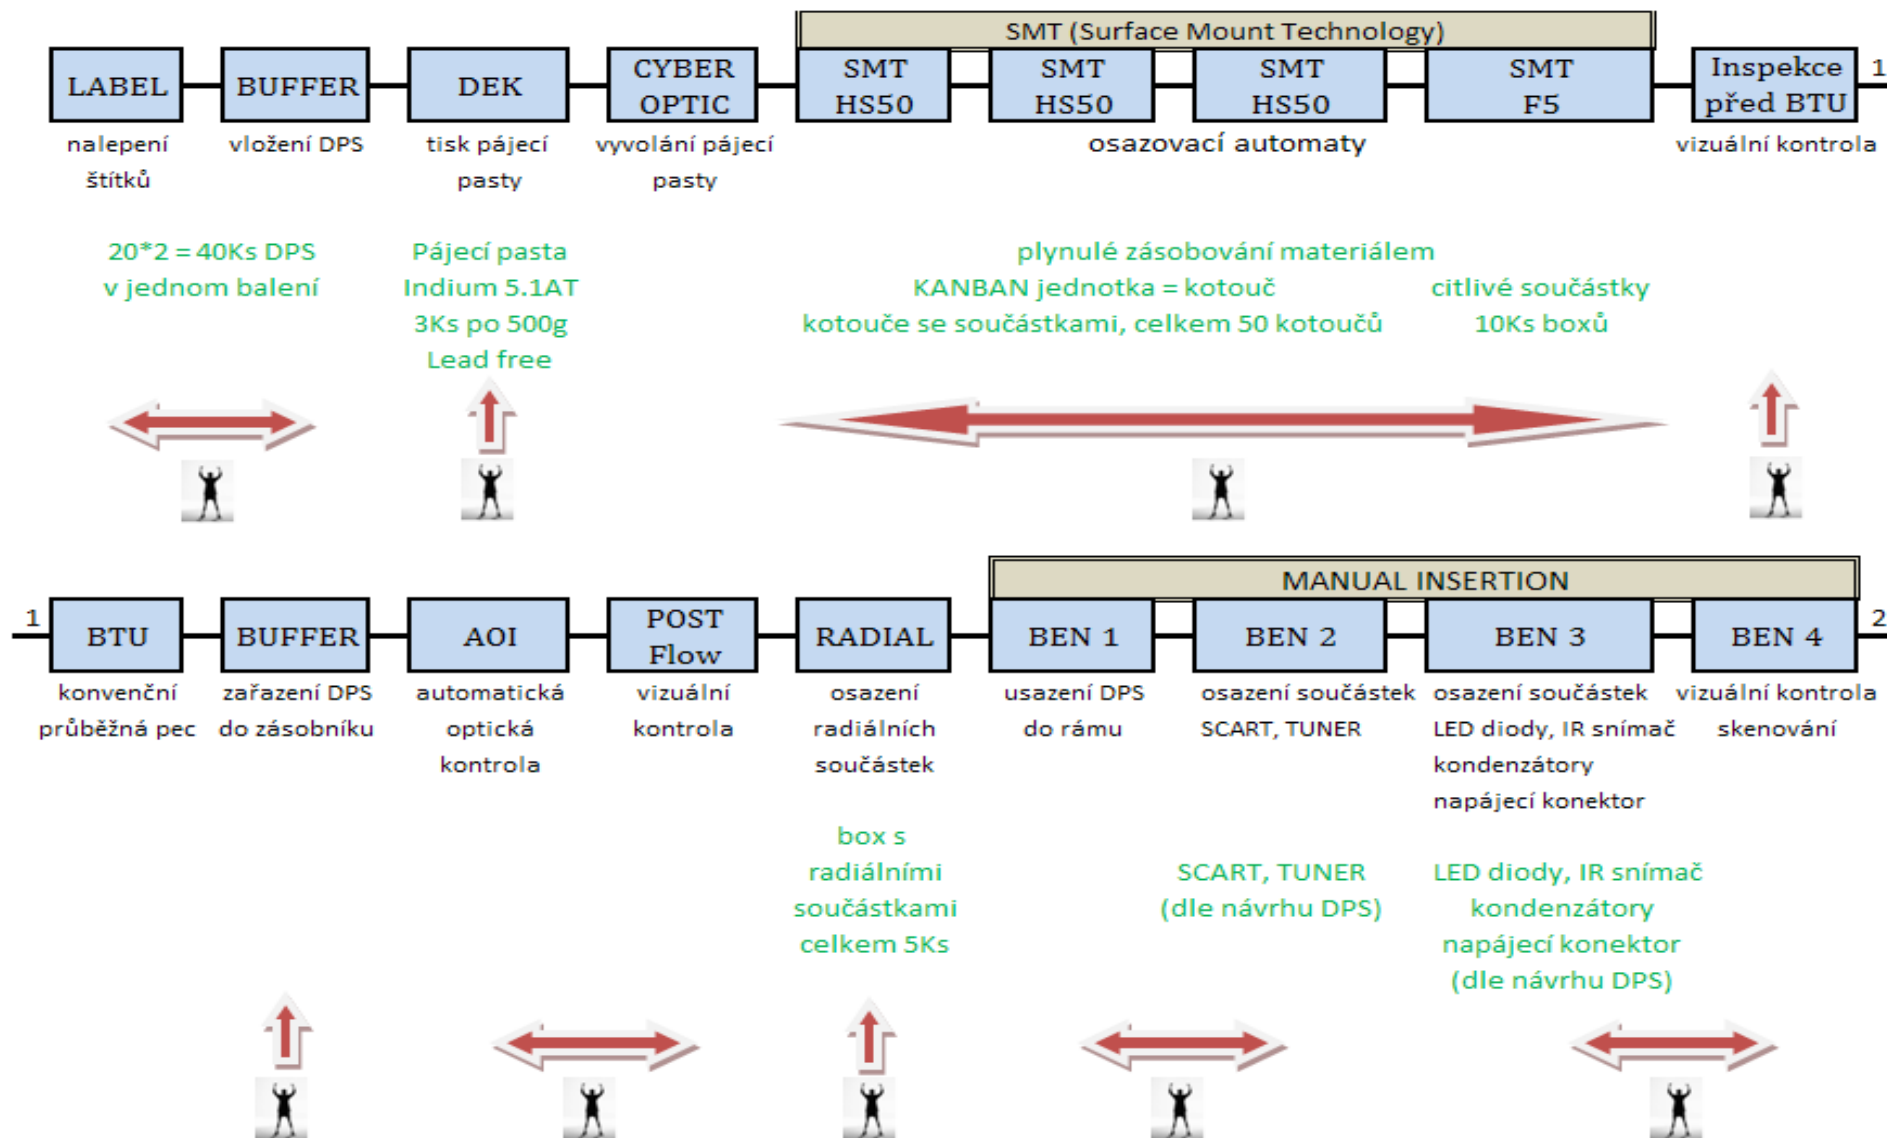 SMT (Surface Mount Technology)
LABEL
BUFFER
DEK
CYBER
OPTIC
SMT
HS50
SMT
HS50
SMT
HS50
SMT
F5
Inspekce
před BTU
1
nalepení
štítků
vložení DPS
tisk pájecí
pasty
vyvolání pájecí
pasty
osazovací automaty
vizuální kontrola
20*2 = 40Ks DPS
v jednom balení
Pájecí pasta
Indium 5.1AT
3Ks po 500g
Lead free
plynulé zásobování materiálem
KANBAN jednotka = kotouč
kotouče se součástkami, celkem 50 kotoučů
citlivé součástky
10Ks boxů
MANUAL INSERTION
1
BTU
BUFFER
AOI
POST
Flow
RADIAL
BEN 1
BEN 2
BEN 3
BEN 4
2
konvenční
průběžná pec
zařazení DPS
do zásobníku
automatická
optická
kontrola
vizuální
kontrola
osazení
radiálních
součástek
usazení DPS
do rámu
osazení součástek
SCART, TUNER
osazení součástek
LED diody, IR snímač
kondenzátory
napájecí konektor
vizuální kontrola
skenování
box s
radiálními
součástkami
celkem 5Ks
SCART, TUNER
(dle návrhu DPS)
LED diody, IR snímač
kondenzátory
napájecí konektor
(dle návrhu DPS)